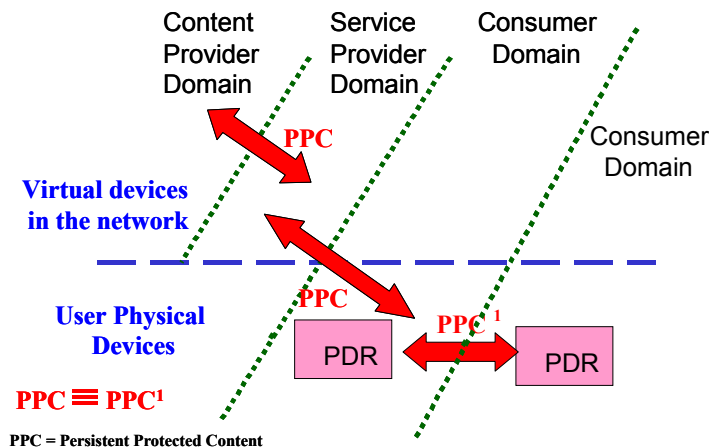 Content
Provider
Domain
Service
Provider
Domain
Consumer
Domain
Consumer
Domain
PPC
Virtual devices
in the network
PPC
User Physical
Devices
PPC 1
PDR
PDR
PPC ≡ PPC1
PPC = Persistent Protected Content